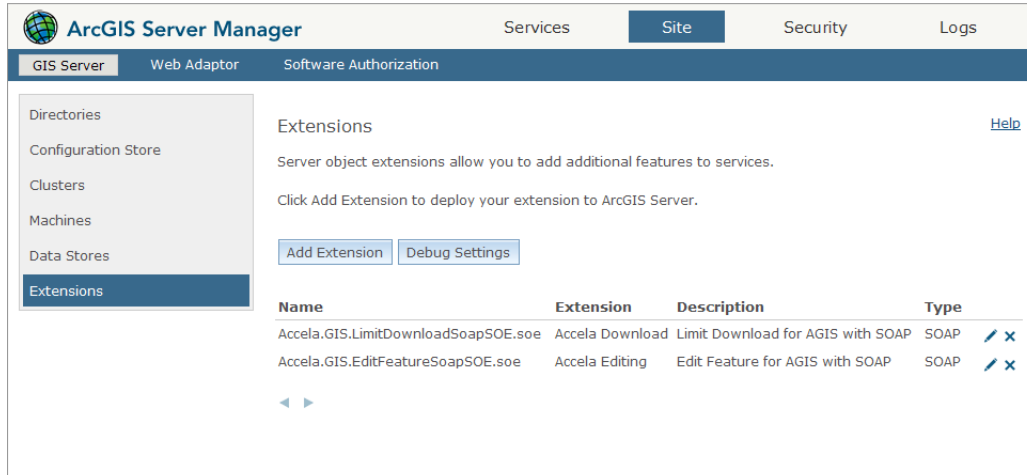 ArcGIS Server Manager Services Site Security Logs
GIS Server Web Adaptor Software Authorization
Directories
Configuration Store
Clusters
Machines
Data Stores
Extensions
Extensions Help
Server object extensions allow you to add additional features to services.
Click Add Extension to deploy your extension to ArcGIS Server.
Add Extension Debug Settings
Name Extension Description Type
Accela.GIS.LimitDownloadSoapSOE.soe Accela Download Limit Download for AGIS with SOAP SOAP
Accela.GIS.EditFeatureSoapSOE.soe Accela Editing Edit Feature for AGIS with SOAP SOAP